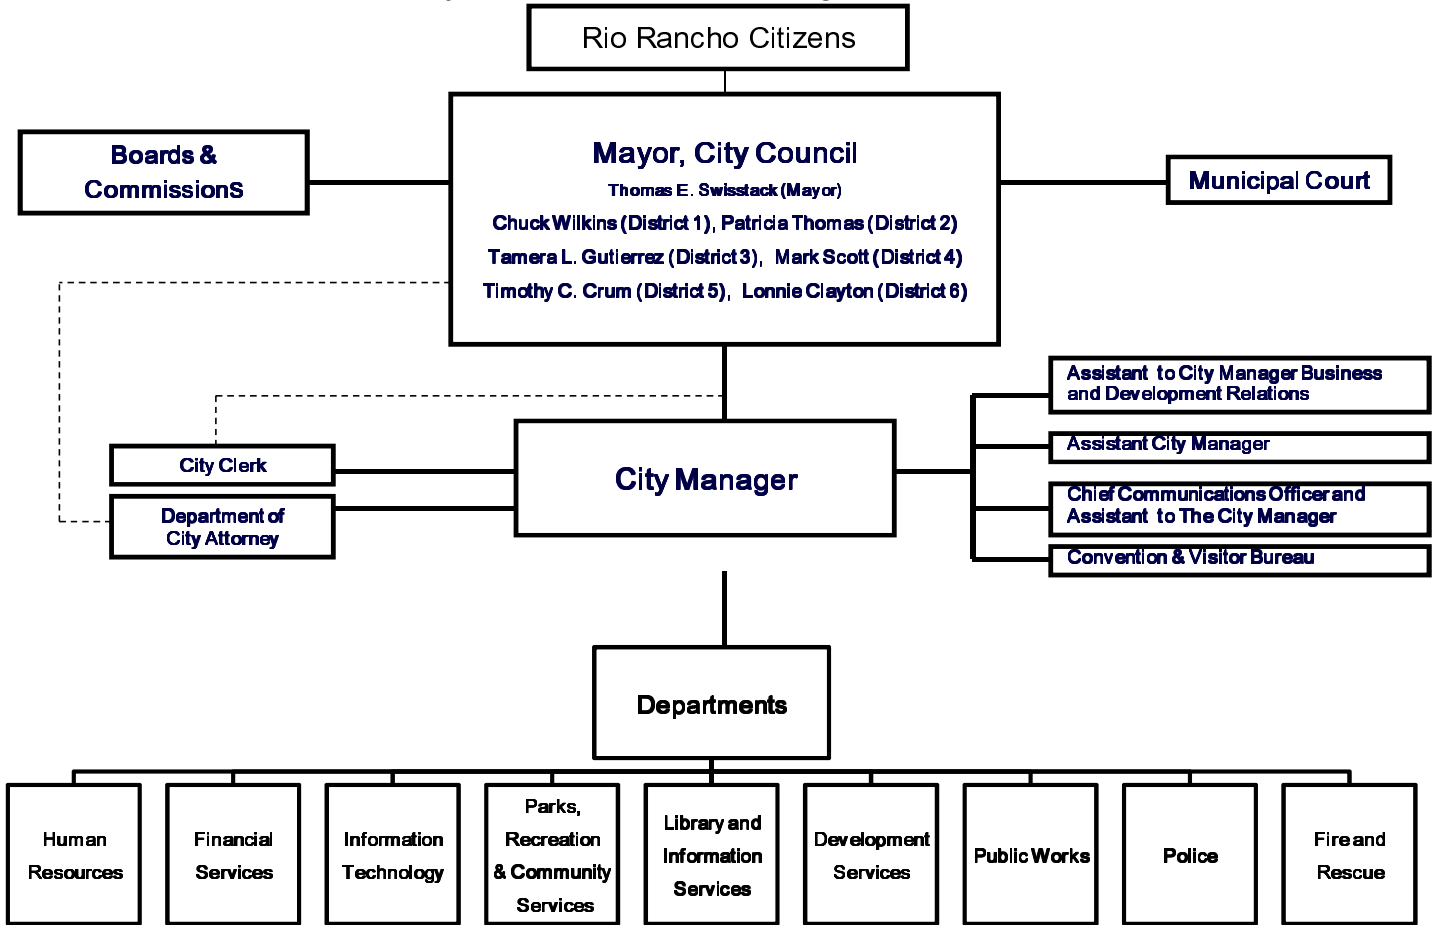 Rio Rancho Citizens
Boards &
CommissionS
Mayor, City Council
Thomas E. Swisstack (Mayor)
Chuck Wilkins (District 1), Patricia Thomas (District 2)
Tamera L. Gutierrez (District 3), Mark Scott (District 4)
Timothy C. Crum (District 5), Lonnie Clayton (District 6)
Municipal Court
City Clerk
Department of
City Attorney
City Manager
Assistant to City Manager Business
and Development Relations
Assistant City Manager
Chief Communications Officer and
Assistant to The City Manager
Convention & Visitor Bureau
Departments
Human
Resources
Financial
Services
Information
Technology
Parks,
Recreation
& Community
Services
Library and
Information
Services
Development
Services
Public Works
Police
Fire and
Rescue